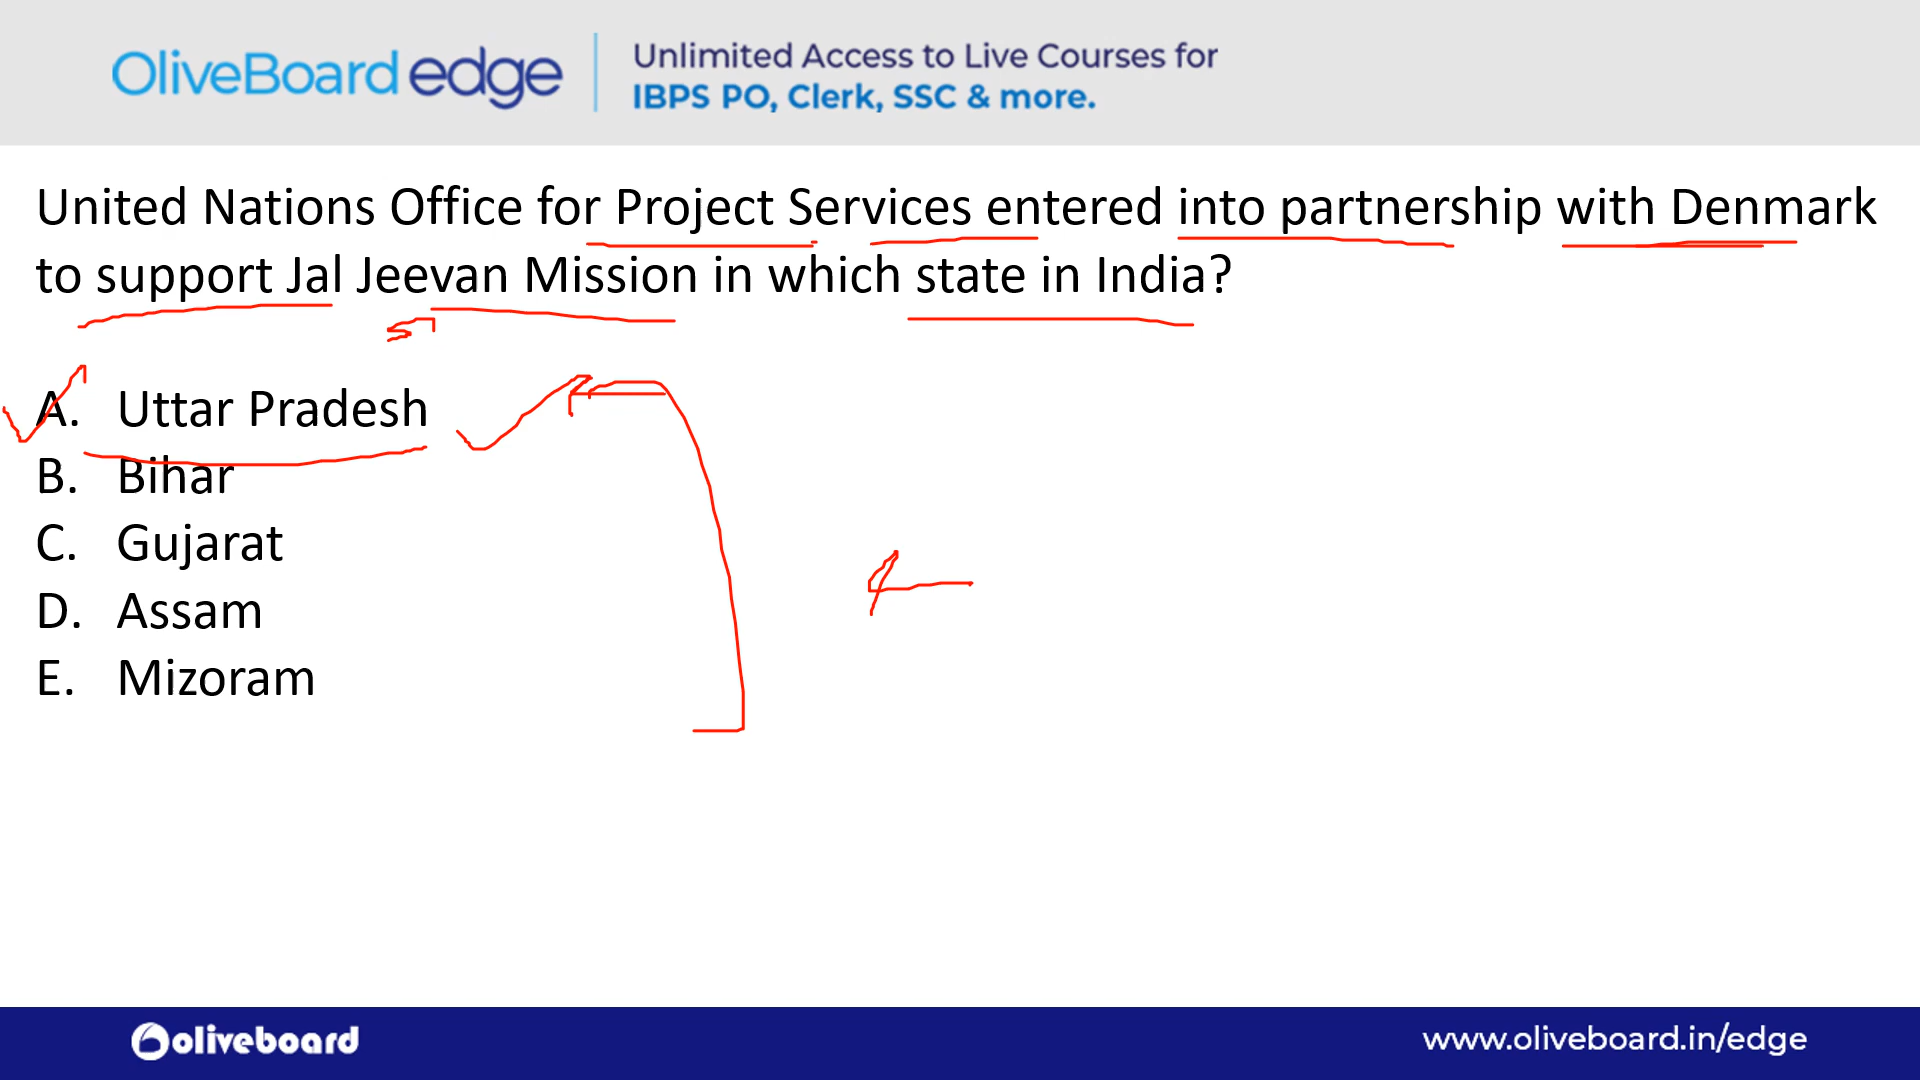 OliveBoard edge
Unlimited Access to Live Courses for
IBPS PO, Clerk, SSC & more.
United Nations Office for Project Services entered into partnership with Denmark
to support Jal Jeevan Mission in which state in India?
A. Uttar Pradesh
B. Bihar
C. Gujarat
D. Assam
E. Mizoram
oliveboard
www.oliveboard.in/edge